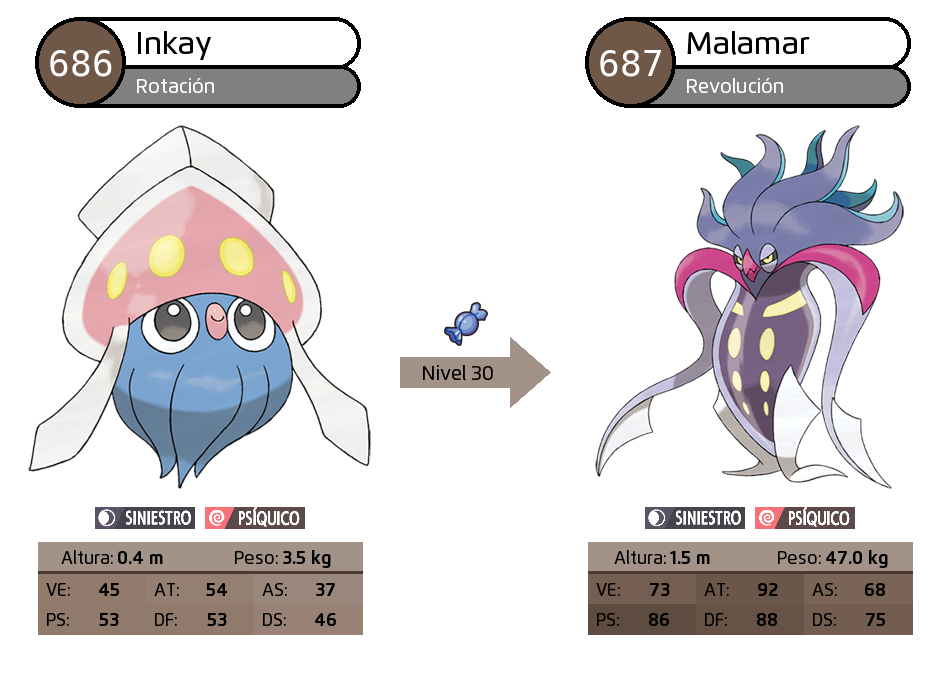 686
Inkay
Rotación
687
Malamar
Revolución
Nivel 30
SINIESTRO PSÍQUICO
Altura: 0.4 m Peso: 3.5 kg
VE: 45 AT: 54 AS: 37
PS: 53 DF: 53 DS: 46
SINIESTRO PSÍQUICO
Altura: 1.5 m Peso: 47.0 kg
VE: 73 AT: 92 AS: 68
PS: 86 DF: 88 DS: 75